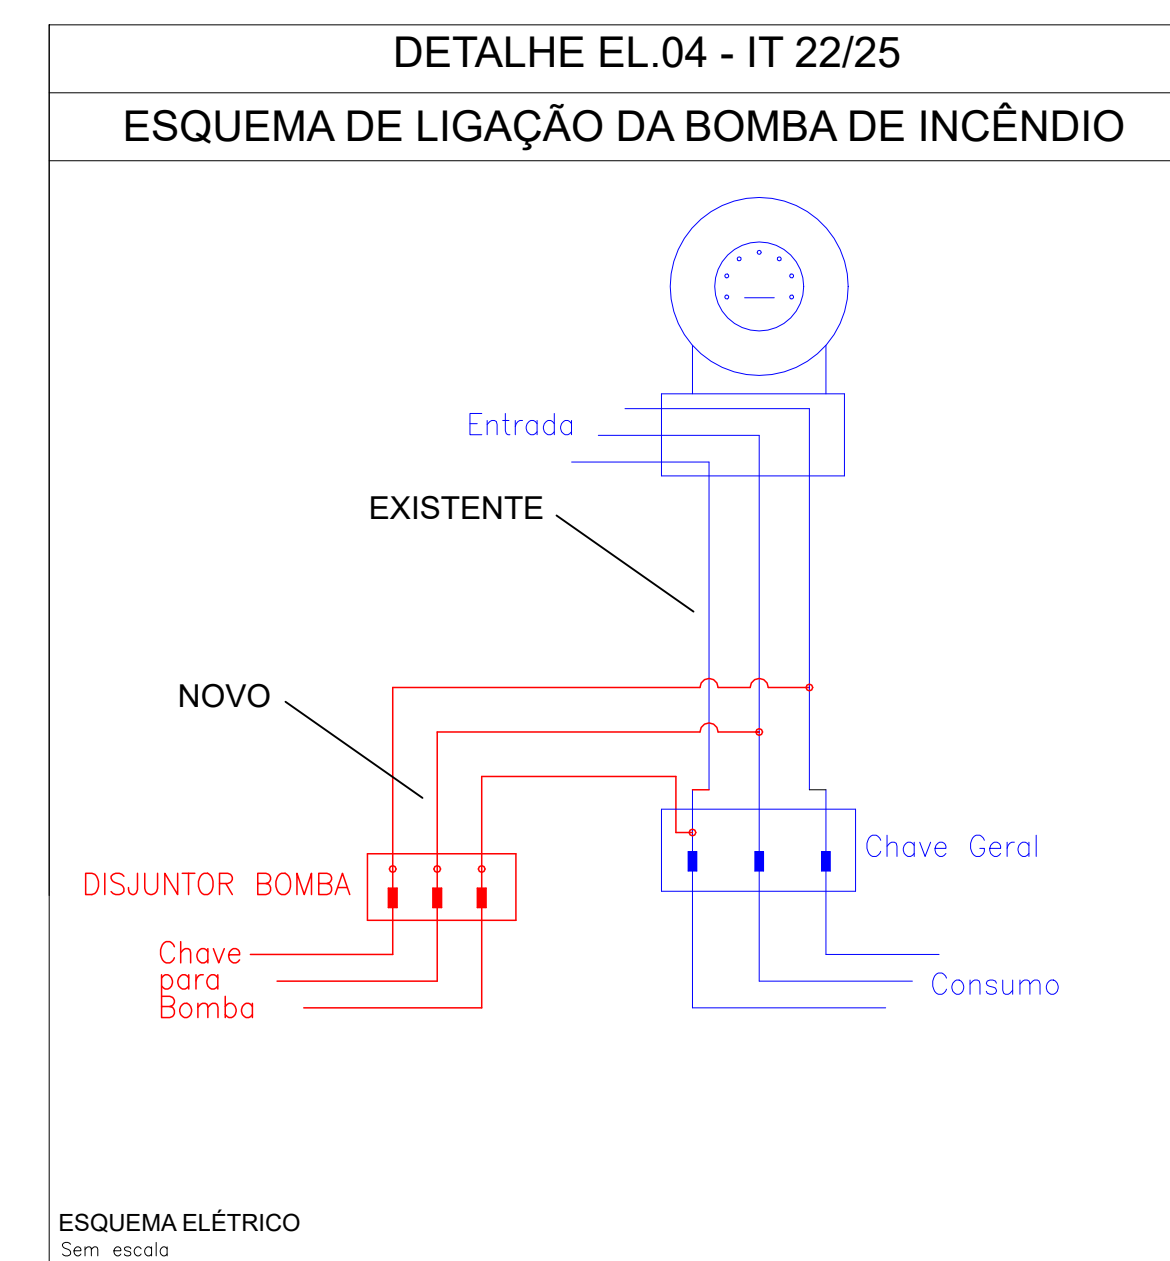 DETALHE EL.04 - IT 22/25
ESQUEMA DE LIGAÇÃO DA BOMBA DE INCÊNDIO
Entrada
EXISTENTE
NOVO
Chave Geral
DISJUNTOR BOMBA
Chave
para
Bomba
Consumo
ESQUEMA ELÉTRICO
Sem escala